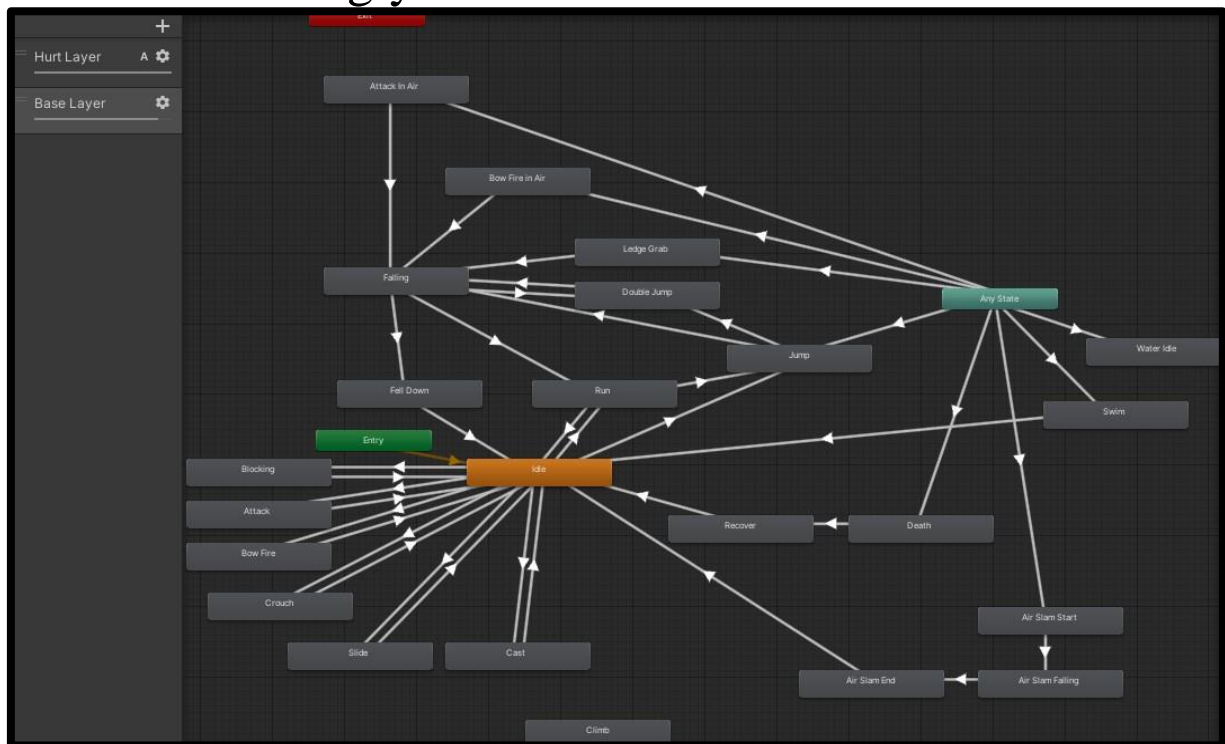 Exit
Hurt Layer A
Base Layer
Attack In Air
Bow Fire in Air
Ledge Grab
Falling
Double Jump
Any State
Jump
Water Idle
Fell Down
Run
Swim
Entry
Blocking
Idle
Attack
Recover
Death
Bow Fire
Crouch
Air Slam Start
Slide
Cast
Air Slam End
Air Slam Falling
Climb